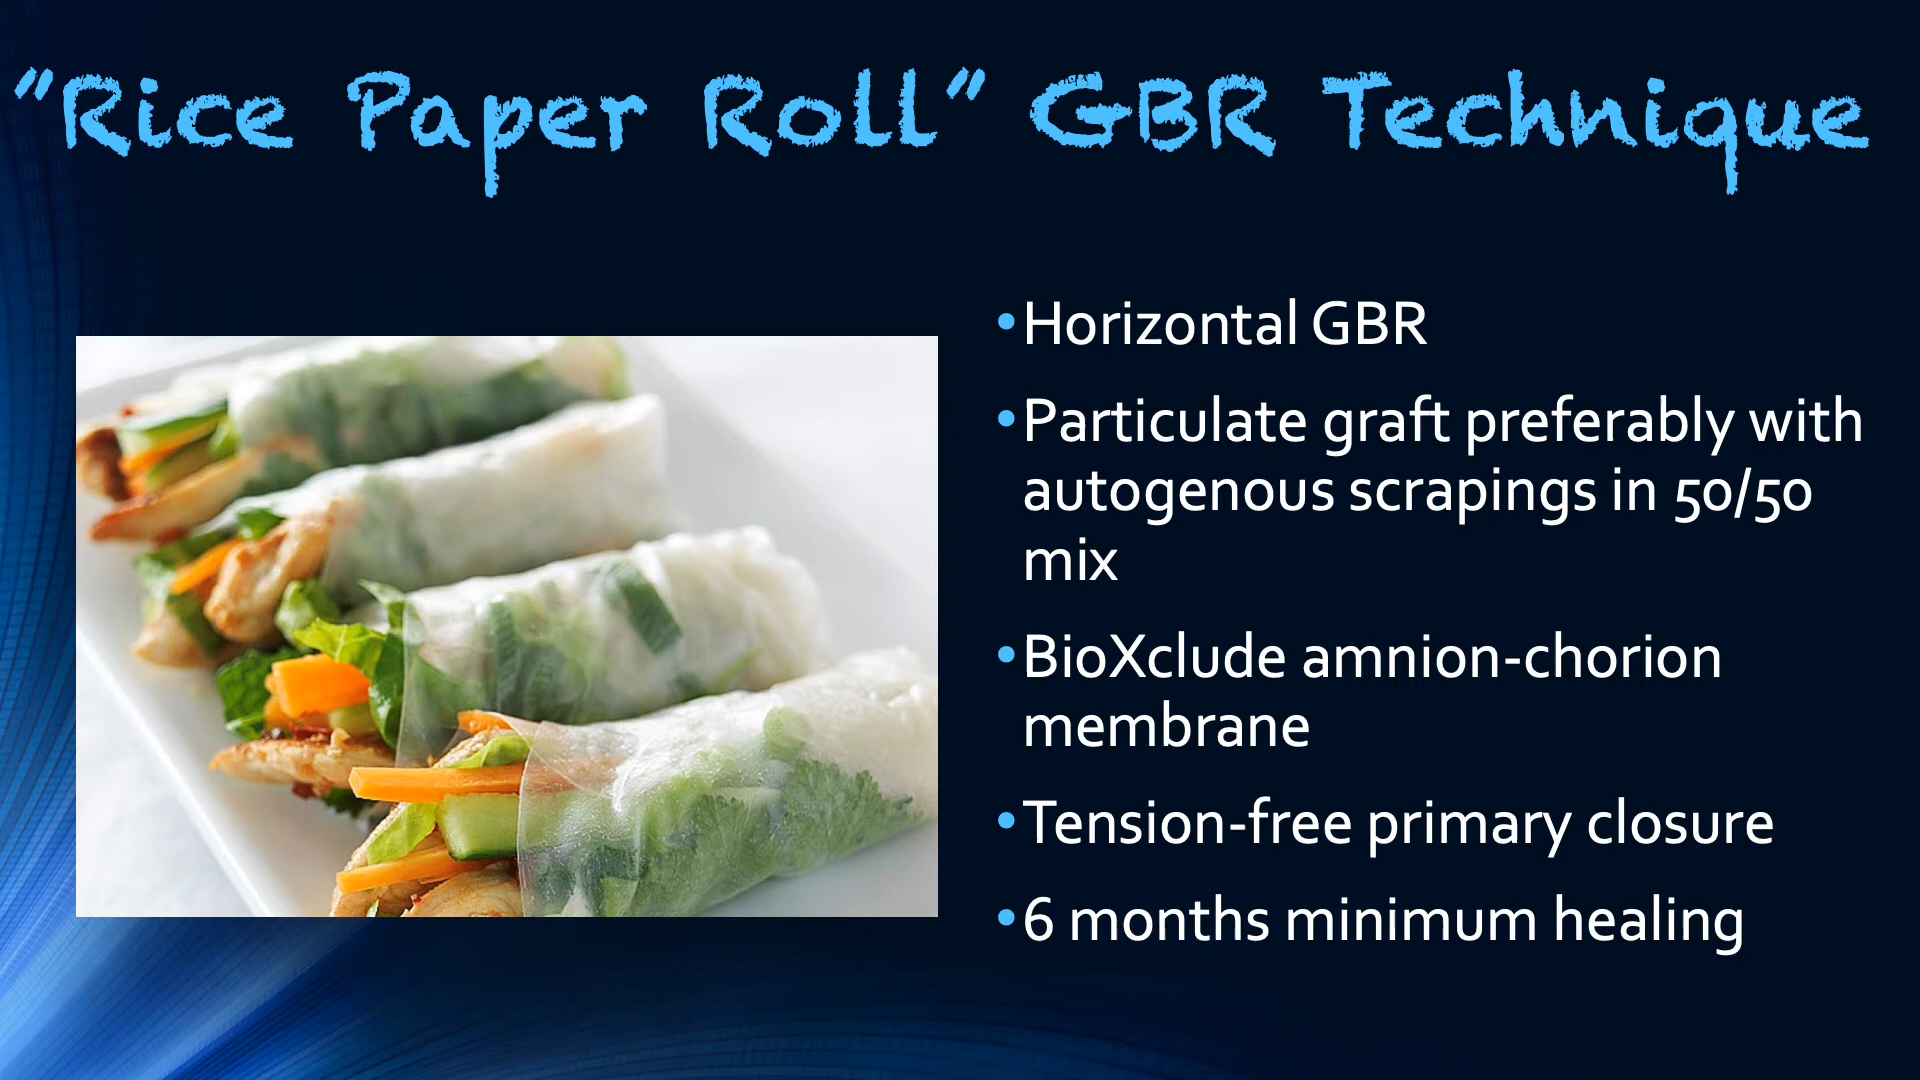 "Rice Paper Roll" GBR Technique
•Horizontal GBR
•Particulate graft preferably with
autogenous scrapings in 50/50
mix
•BioXclude amnion-chorion
membrane
•Tension-free primary closure
•6 months minimum healing